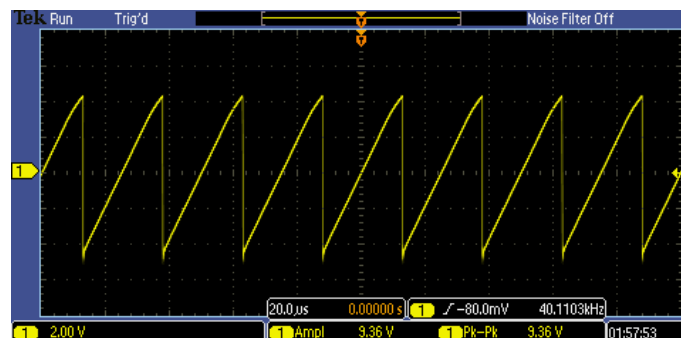 Tek Run Trig'd Noise Filter Off
1
20.0µs 0.00000 s 1 -80.0mV 40.1103kHz
1 2.00 V 1 Ampl 9.36 V 1 Pk-Pk 9.36 V 01:57:53